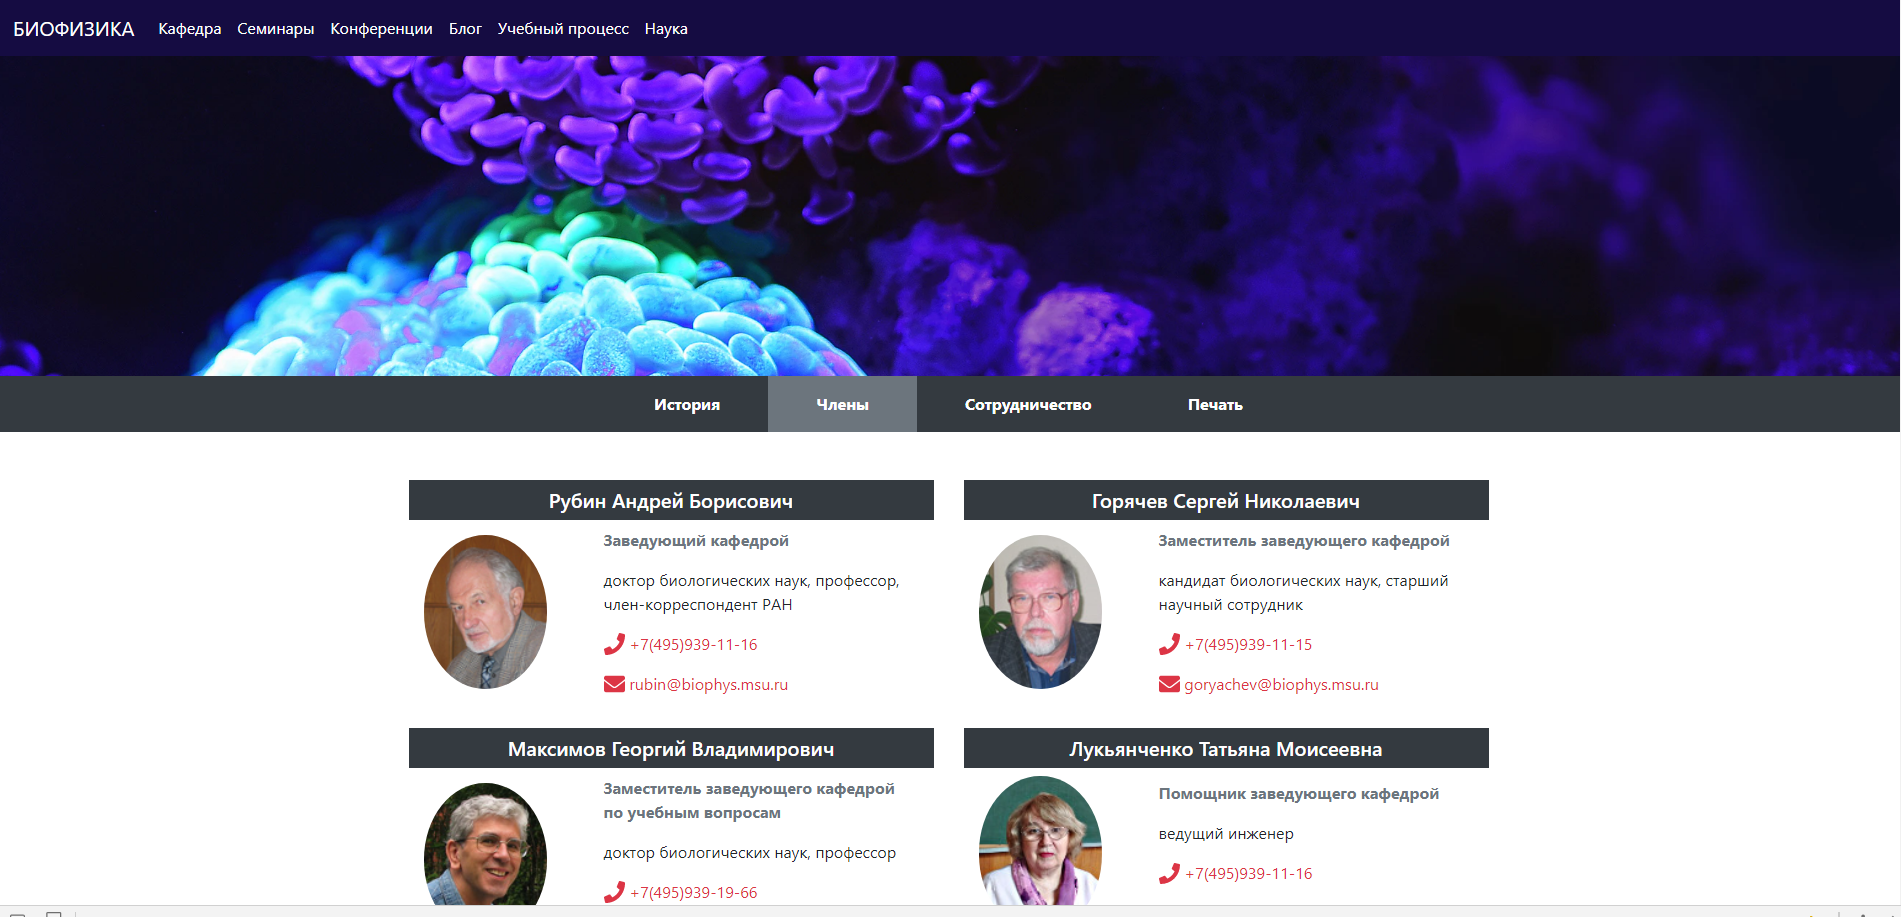 БИОФИЗИКА Кафедра Семинары Конференции Блог Учебный процесс Наука
История Члены Сотрудничество Печать
Рубин Андрей Борисович
Заведующий кафедрой
доктор биологических наук, профессор,
член-корреспондент РАН
+7(495)939-11-16
rubin@biophys.msu.ru
Горячев Сергей Николаевич
Заместитель заведующего кафедрой
кандидат биологических наук, старший
научный сотрудник
+7(495)939-11-15
goryachev@biophys.msu.ru
Максимов Георгий Владимирович
Заместитель заведующего кафедрой
по учебным вопросам
доктор биологических наук, профессор
+7(495)939-19-66
Лукьянченко Татьяна Моисеевна
Помощник заведующего кафедрой
ведущий инженер
+7(495)939-11-16